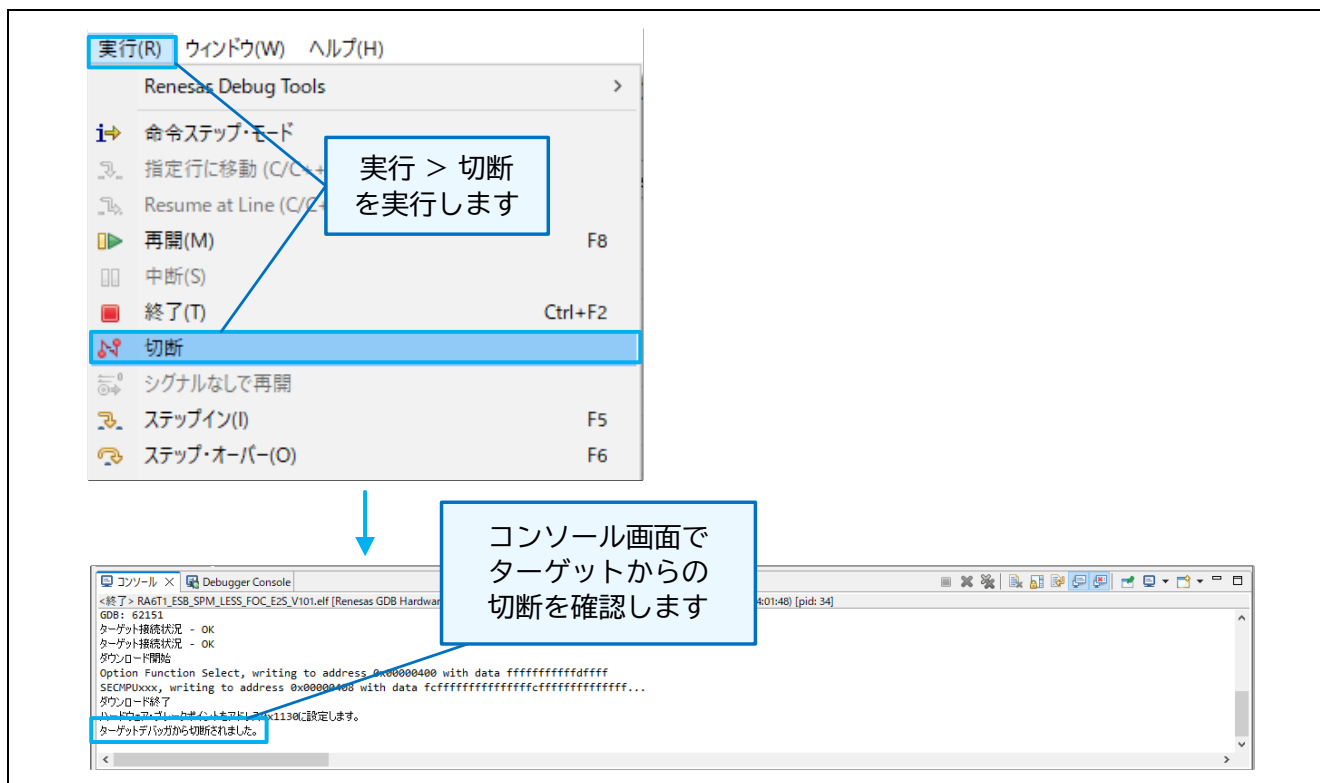 実行(R) ウィンドウ(W) ヘルプ(H)
Renesas Debug Tools >
命令ステップ・モード
指定行に移動 (C/C++
Resume at Line (C/C+
実行 > 切断
を実行します
再開(M) F8
中断(S)
終了(T) Ctrl+F2
切断
シグナルなしで再開
ステップイン(I) F5
ステップ・オーバー(O) F6
コンソール画面で
ターゲットからの
切断を確認します
コンソール Debugger Console
<終了> RA6T1_ESB_SPM_LESS_FOC_E2S_V101.elf [Renesas GDB Hardwar 4:01:48) [pid: 34]
GDB: 62151
ターゲット接続状況 - OK
ターゲット接続状況 - OK
ダウンロード開始
Option Function Select, writing to address 0x00000400 with data fffffffffffdffff
SECMPUxxx, writing to address 0x00000408 with data fcffffffffffffffcffffffffffffff...
ダウンロード終了
ハードウェア・ブレークポイントをアドレス0x1130に設定します。
ターゲットデバッガから切断されました。